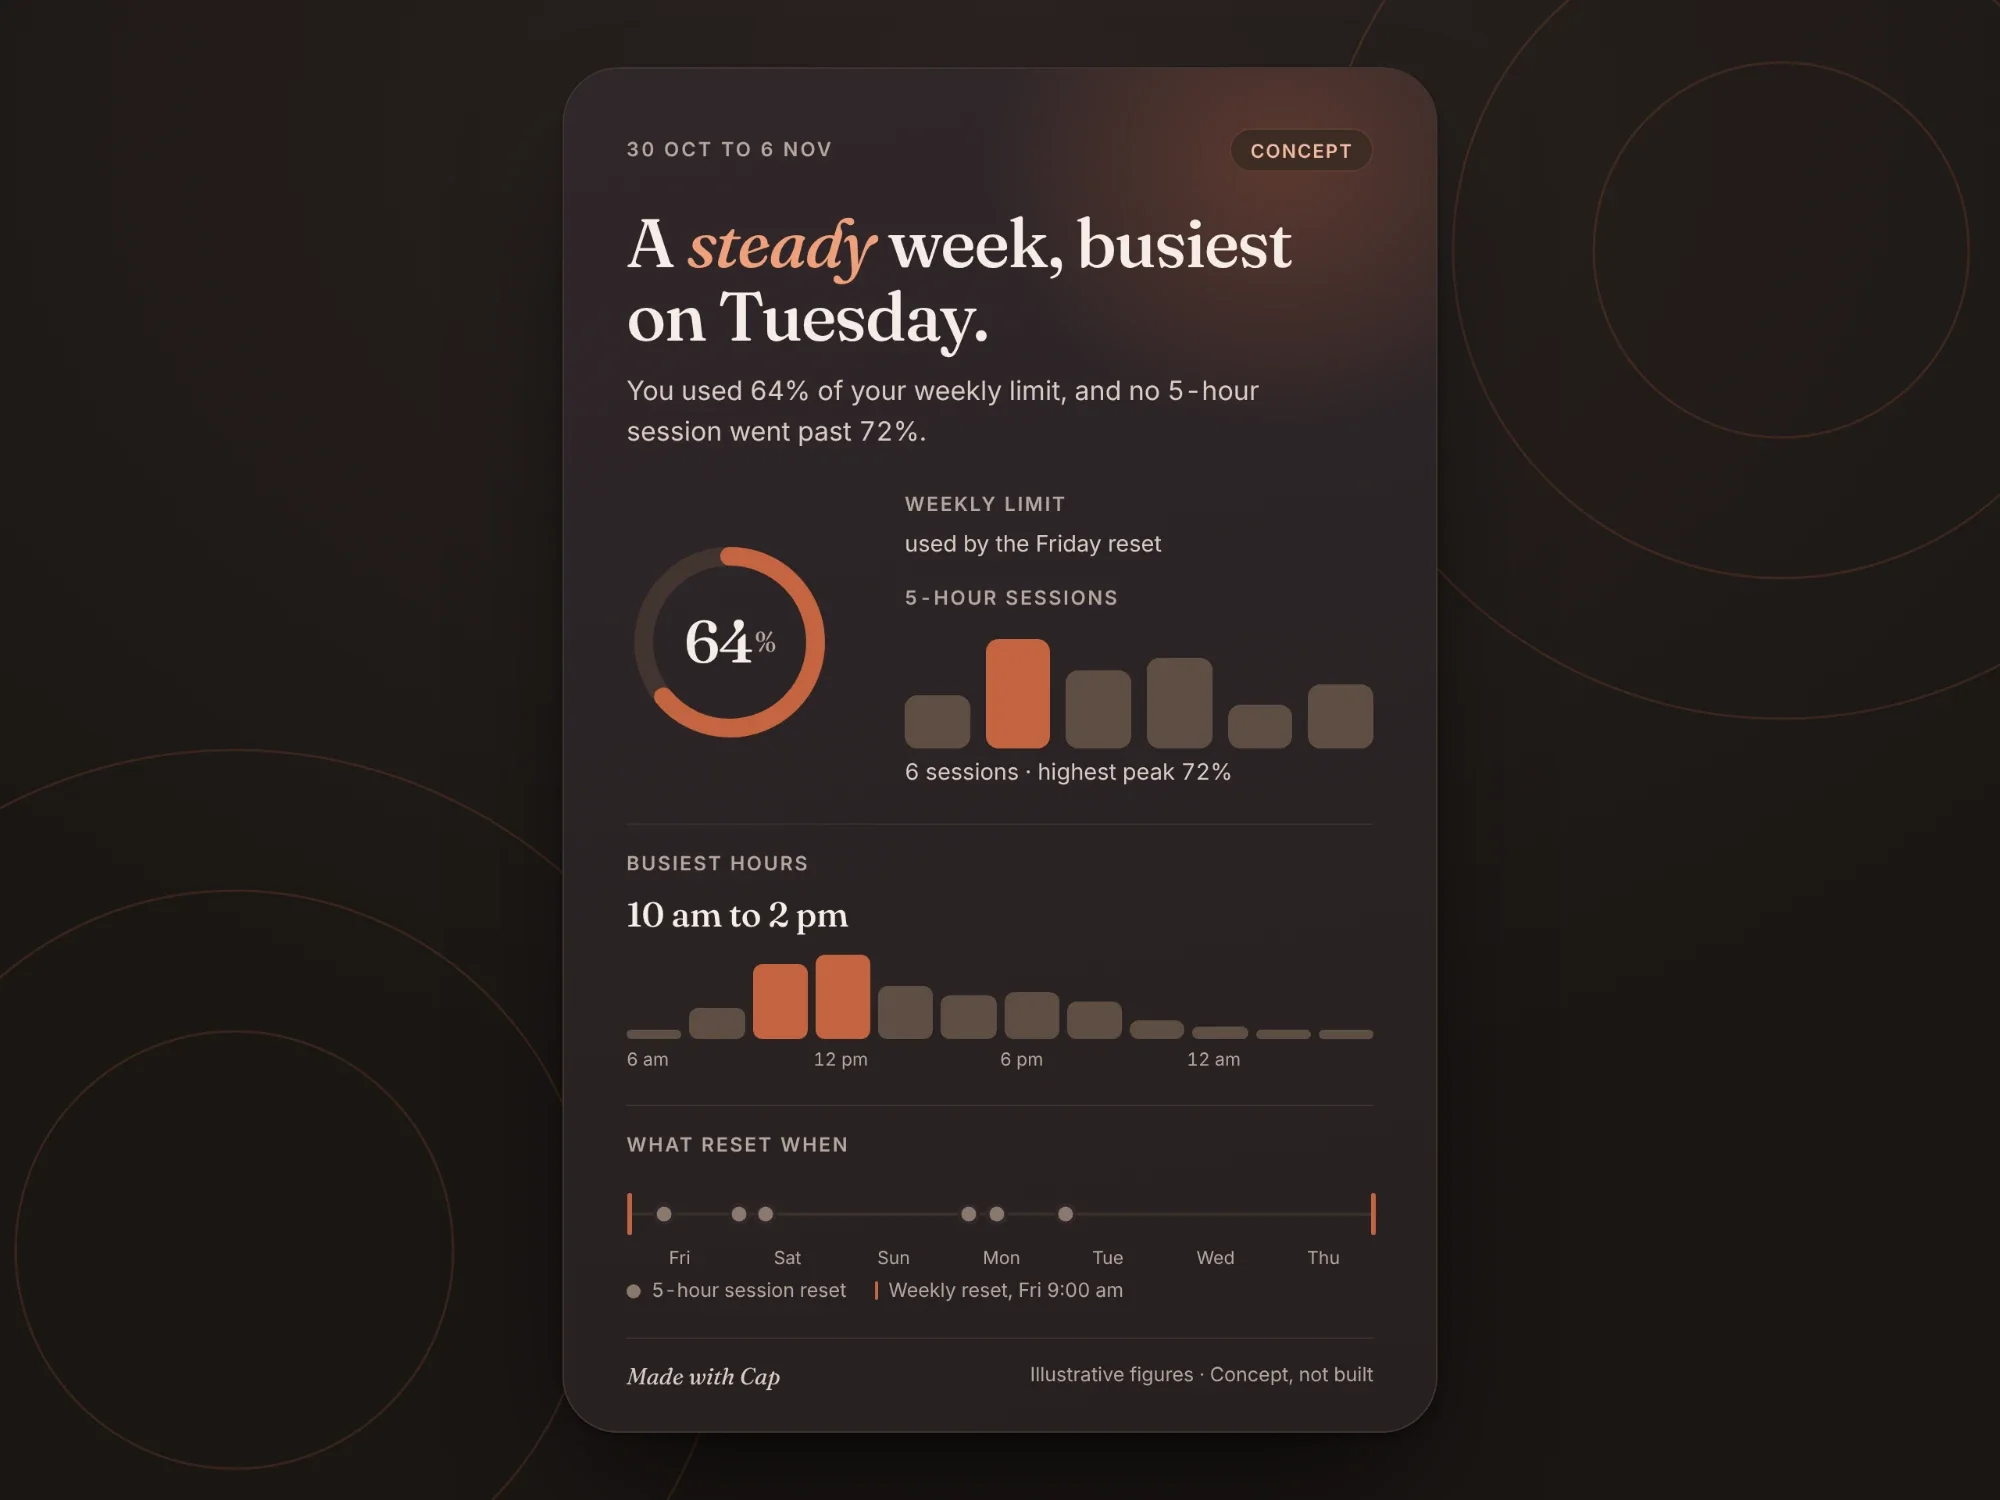 30 OCT TO 6 NOV
CONCEPT
A steady week, busiest
on Tuesday.
You used 64% of your weekly limit, and no 5-hour
session went past 72%.
WEEKLY LIMIT
used by the Friday reset
5-HOUR SESSIONS
64%
6 sessions · highest peak 72%
BUSIEST HOURS
10 am to 2 pm
6 am 12 pm 6 pm 12 am
WHAT RESET WHEN
Fri Sat Sun Mon Tue Wed Thu
5-hour session reset Weekly reset, Fri 9:00 am
Made with Cap
Illustrative figures · Concept, not built